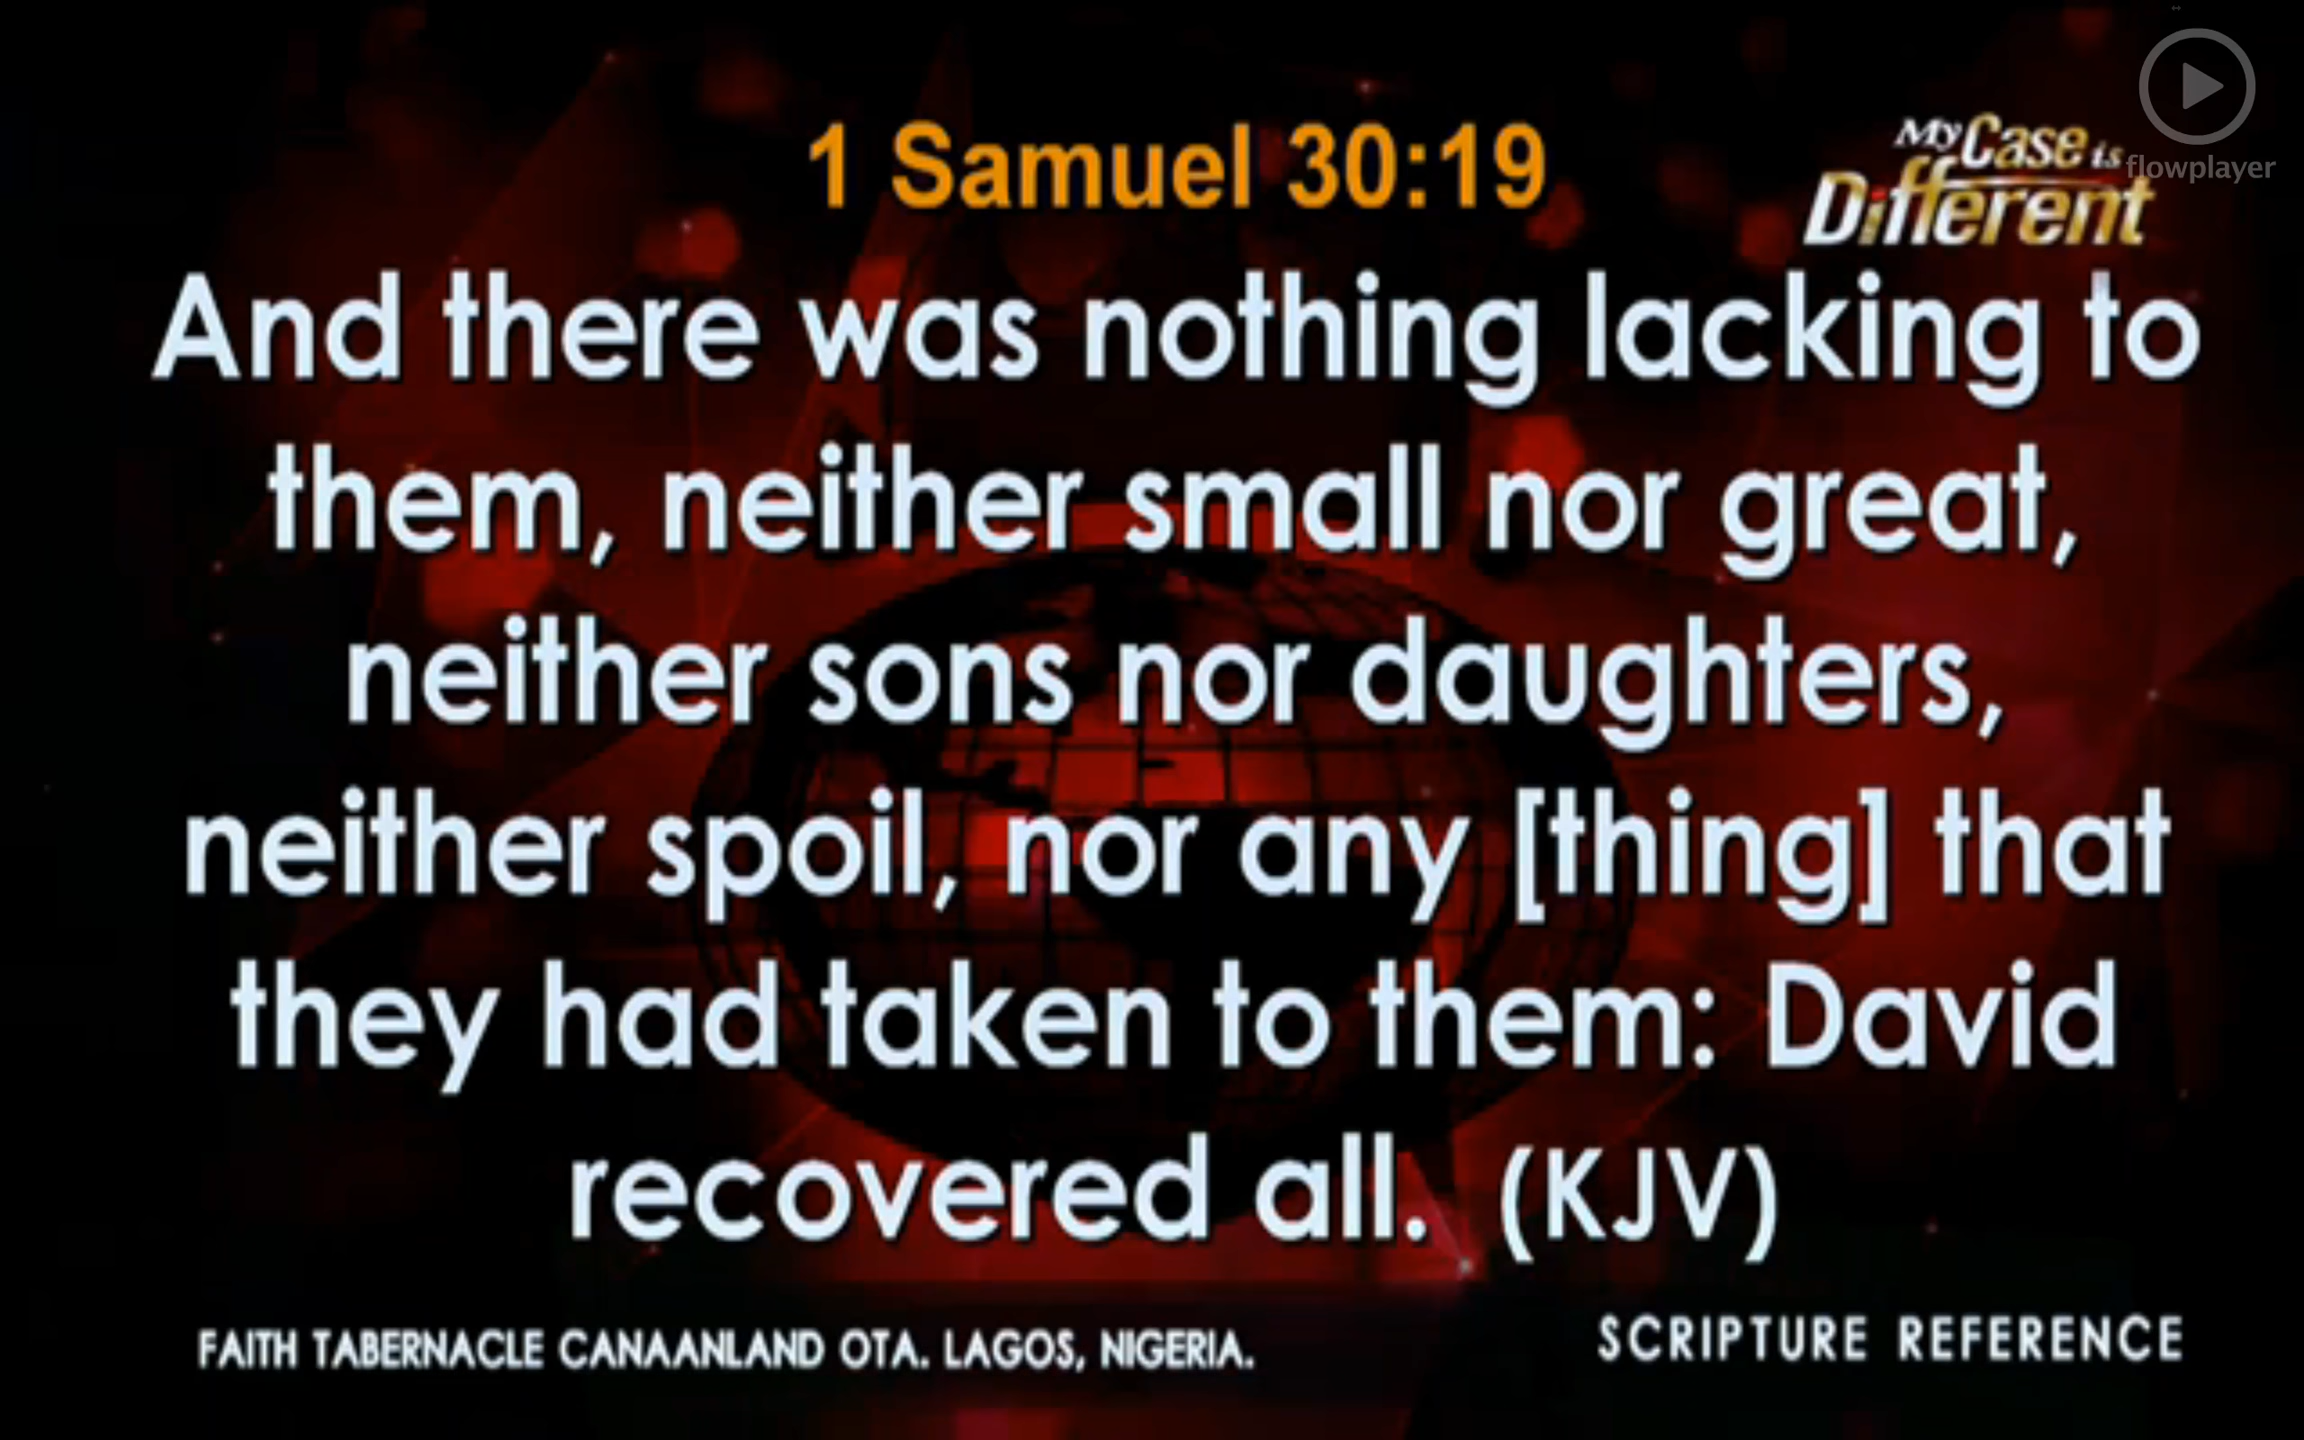 1 Samuel 30:19
My Case is
Different
flowplayer
And there was nothing lacking to
them, neither small nor great,
neither sons nor daughters,
neither spoil, nor any [thing] that
they had taken to them: David
recovered all. (KJV)
FAITH TABERNACLE CANAANLAND OTA. LAGOS, NIGERIA.
SCRIPTURE REFERENCE